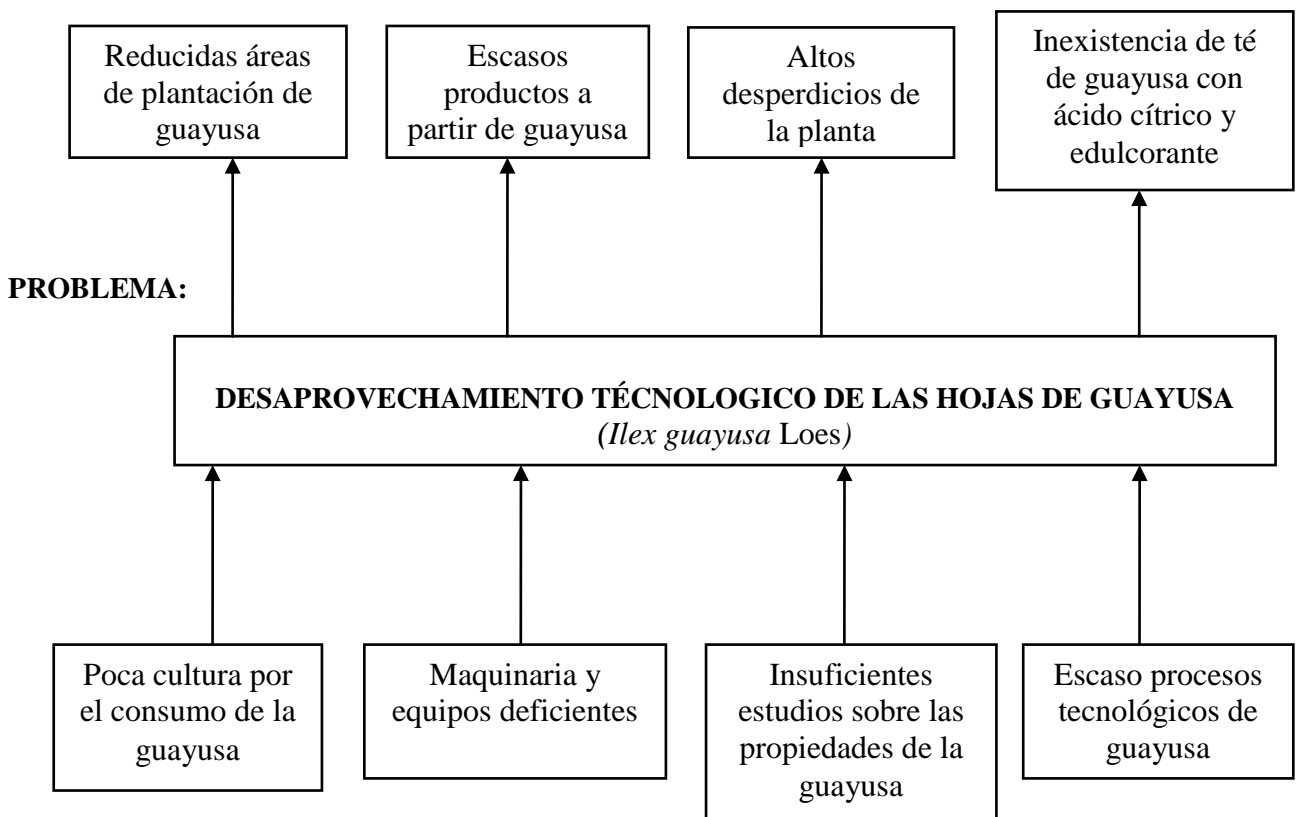 Reducidas áreas
de plantación de
guayusa
Escasos
productos a
partir de guayusa
Altos
desperdicios de
la planta
Inexistencia de té
de guayusa con
ácido cítrico y
edulcorante
PROBLEMA:
DESAPROVECHAMIENTO TÉCNOLOGICO DE LAS HOJAS DE GUAYUSA
(Ilex guayusa Loes)
Poca cultura por
el consumo de la
guayusa
Maquinaria y
equipos deficientes
Insuficientes
estudios sobre las
propiedades de la
guayusa
Escaso procesos
tecnológicos de
guayusa